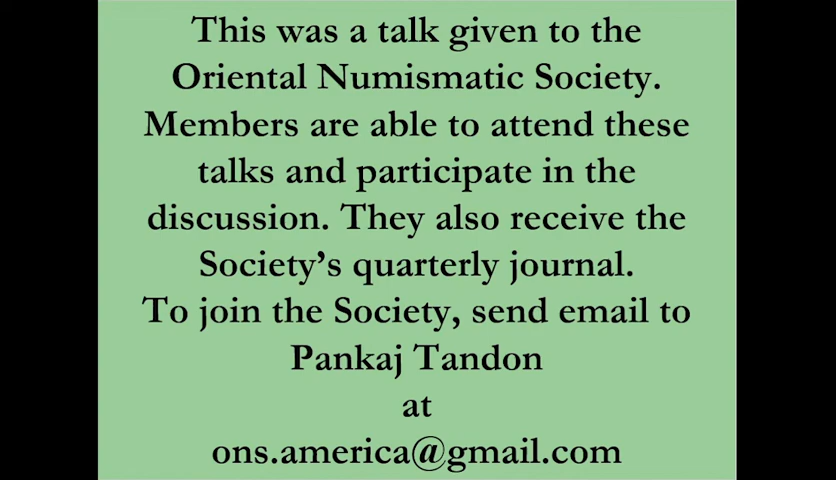 This was a talk given to the
Oriental Numismatic Society.
Members are able to attend these
talks and participate in the
discussion. They also receive the
Society’s quarterly journal.
To join the Society, send email to
Pankaj Tandon
at
ons.america@gmail.com